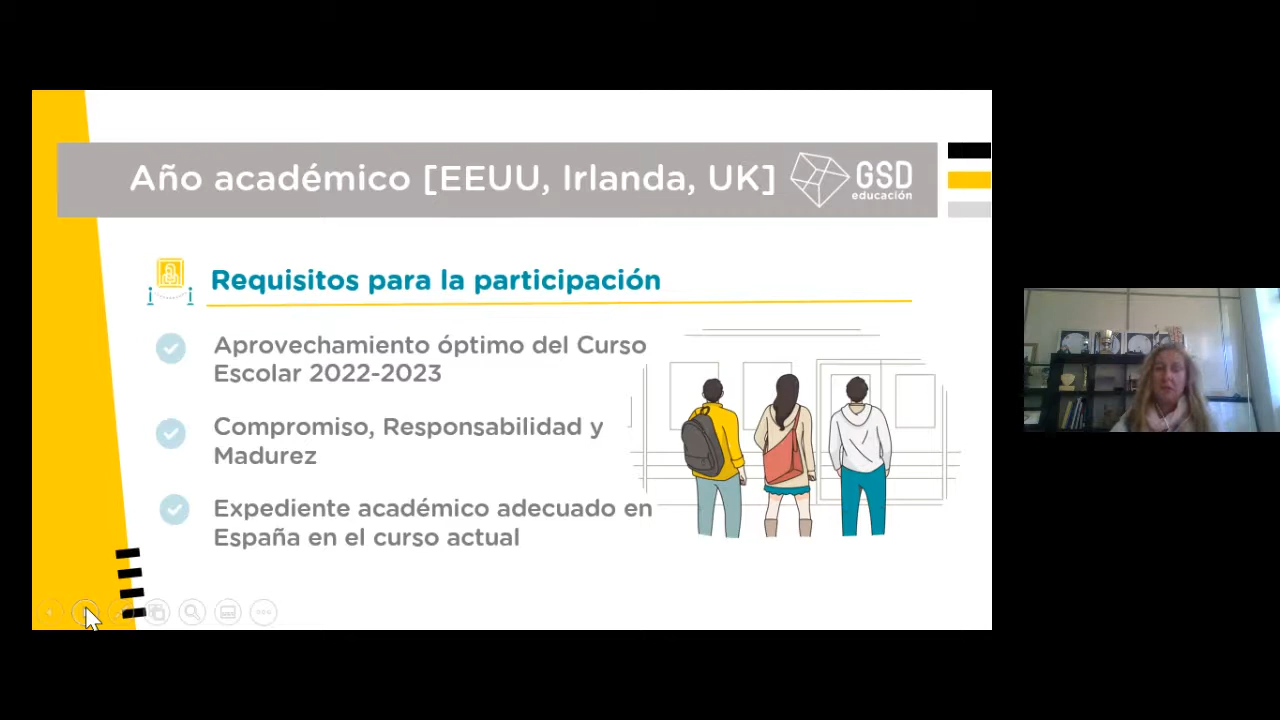 Año académico [EEUU, Irlanda, UK]
GSD
educación
Requisitos para la participación
Aprovechamiento óptimo del Curso
Escolar 2022-2023
Compromiso, Responsabilidad y
Madurez
Expediente académico adecuado en
España en el curso actual